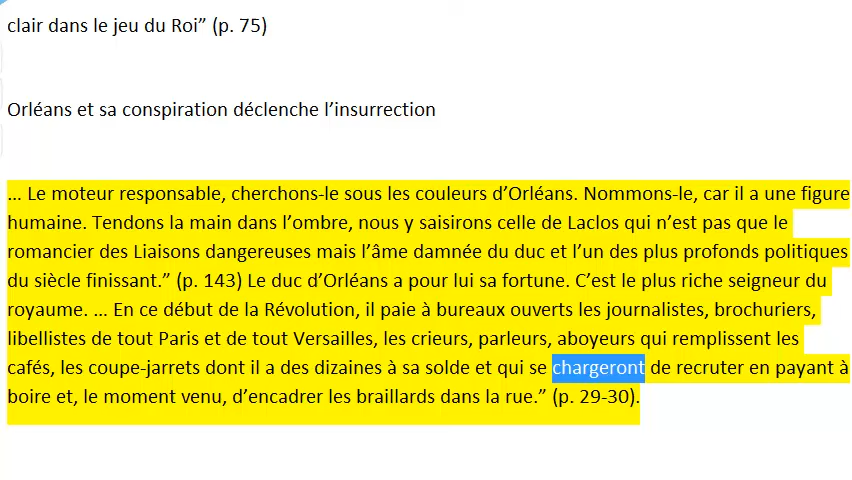 clair dans le jeu du Roi” (p. 75)
Orléans et sa conspiration déclenche l’insurrection
... Le moteur responsable, cherchons-le sous les couleurs d’Orléans. Nommons-le, car il a une figure
humaine. Tendons la main dans l’ombre, nous y saisirons celle de Laclos qui n’est pas que le
romancier des Liaisons dangereuses mais l’âme damnée du duc et l’un des plus profonds politiques
du siècle finissant.” (p. 143) Le duc d’Orléans a pour lui sa fortune. C’est le plus riche seigneur du
royaume. ... En ce début de la Révolution, il paie à bureaux ouverts les journalistes, brochuriers,
libellistes de tout Paris et de tout Versailles, les crieurs, parleurs, aboyeurs qui remplissent les
cafés, les coupe-jarrets dont il a des dizaines à sa solde et qui se chargeront de recruter en payant à
boire et, le moment venu, d’encadrer les braillards dans la rue.” (p. 29-30).